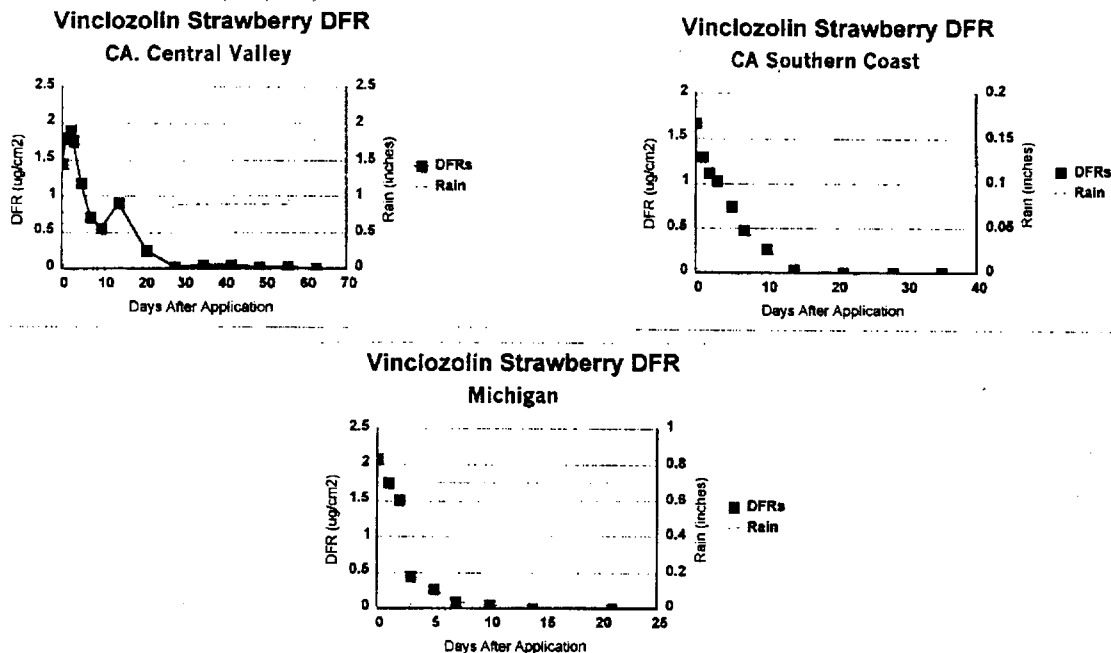 Vinclozolin Strawberry DFR
CA. Central Valley
2.5
2
1.5
1
0.5
0
DFR (ug/cm2)
2.5
2
1.5
1
0.5
0
Rain (inches)
0 10 20 30 40 50 60 70
Days After Application
DFRs
Rain
Vinclozolin Strawberry DFR
CA Southern Coast
2
1.5
1
0.5
0
DFR (ug/cm2)
0.2
0.15
0.1
0.05
0
Rain (inches)
0 10 20 30 40
Days After Application
DFRs
Rain
Vinclozolin Strawberry DFR
Michigan
2.5
2
1.5
1
0.5
0
DFR (ug/cm2)
1
0.8
0.6
0.4
0.2
0
Rain (inches)
0 5 10 15 20 25
Days After Application
DFRs
Rain